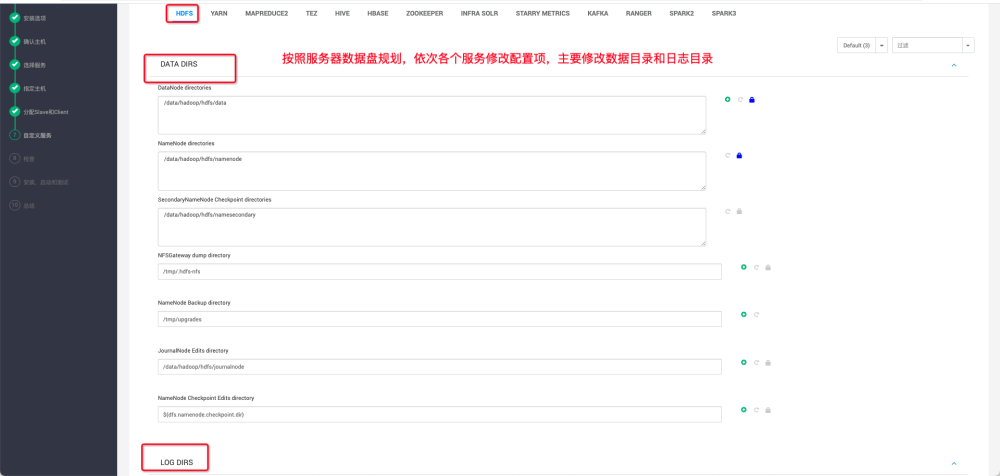 安装选项
HDFS YARN MAPREDUCE2 TEZ HIVE HBASE ZOOKEEPER INFRA SOLR STARRY METRICS KAFKA RANGER SPARK2 SPARK3
确认主机
选择服务
指定主机
分配Slave和Client
7 自定义服务
8 检查
9 安装、启动和测试
10 总结
Default (3) 过滤
DATA DIRS
按照服务器数据盘规划，依次各个服务修改配置项，主要修改数据目录和日志目录
DataNode directories
/data/hadoop/hdfs/data
NameNode directories
/data/hadoop/hdfs/namenode
SecondaryNameNode Checkpoint directories
/data/hadoop/hdfs/namesecondary
NFSGateway dump directory
/tmp/.hdfs-nfs
NameNode Backup directory
/tmp/upgrades
JournalNode Edits directory
/data/hadoop/hdfs/journalnode
NameNode Checkpoint Edits directory
${dfs.namenode.checkpoint.dir}
LOG DIRS